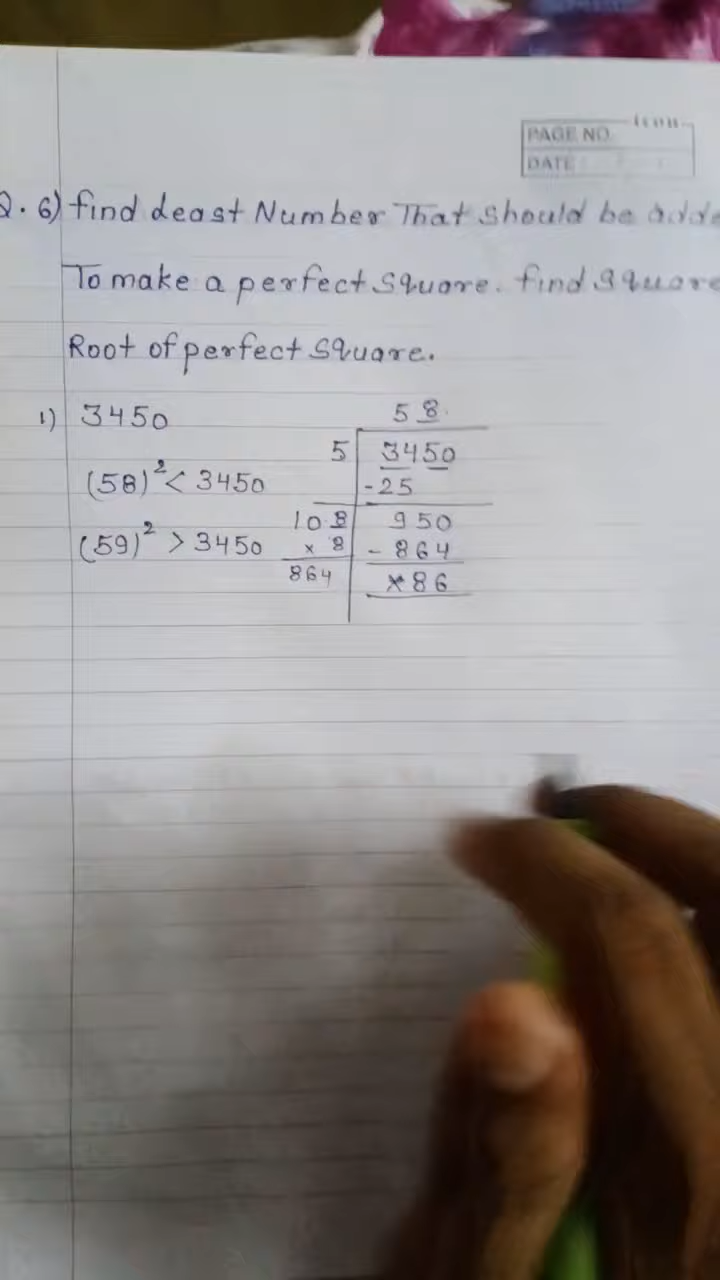 PAGE NO.
DATE
Q.6) find Least Number That should be adde
To make a perfect square. find square
Root of perfect square.
1) 3450
(58)² < 3450
(59)² > 3450
58
5 3450
-25
108 950
× 8 - 864
864 ×86